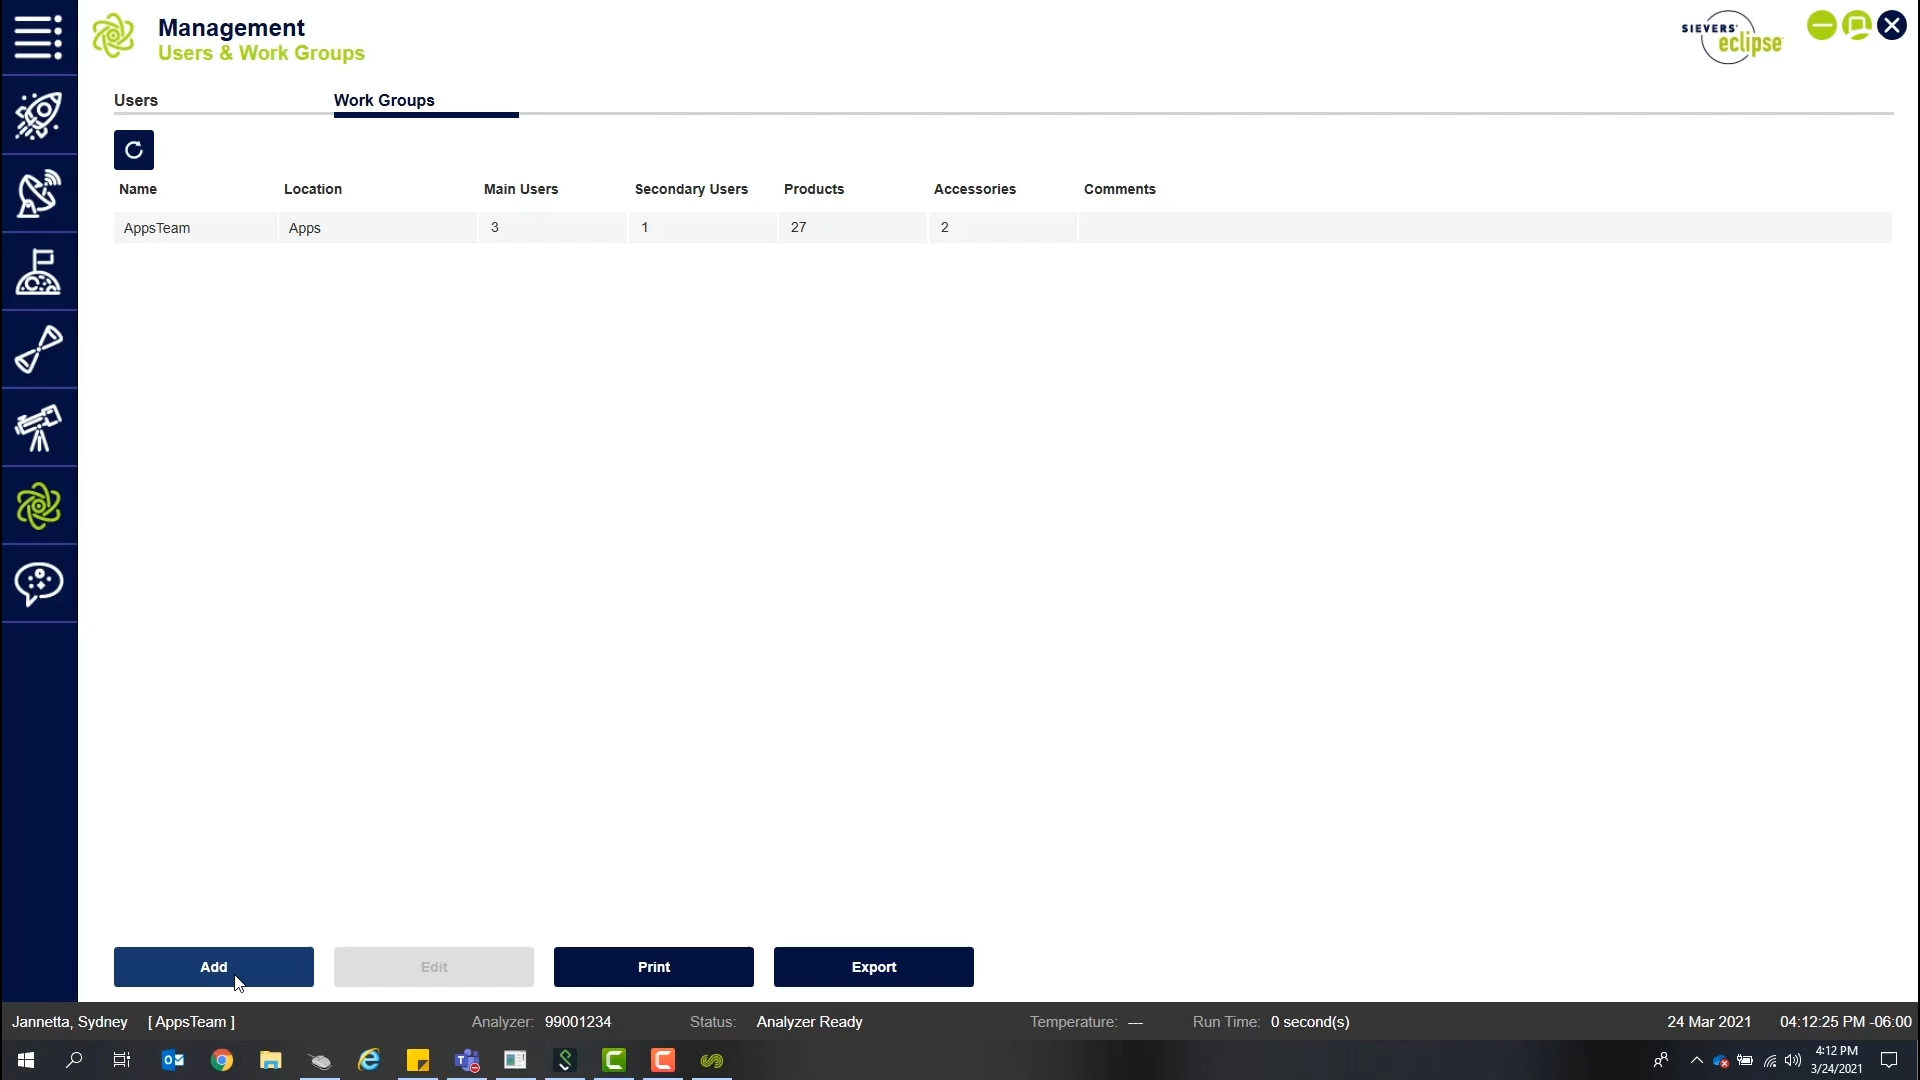 Management
Users & Work Groups
SIEVERS
eclipse
Users
Work Groups
Name
Location
Main Users
Secondary Users
Products
Accessories
Comments
AppsTeam
Apps
3
1
27
2
Add
Edit
Print
Export
Jannetta, Sydney
[ AppsTeam ]
Analyzer: 99001234
Status: Analyzer Ready
Temperature: ---
Run Time: 0 second(s)
24 Mar 2021
04:12:25 PM -06:00
4:12 PM
3/24/2021